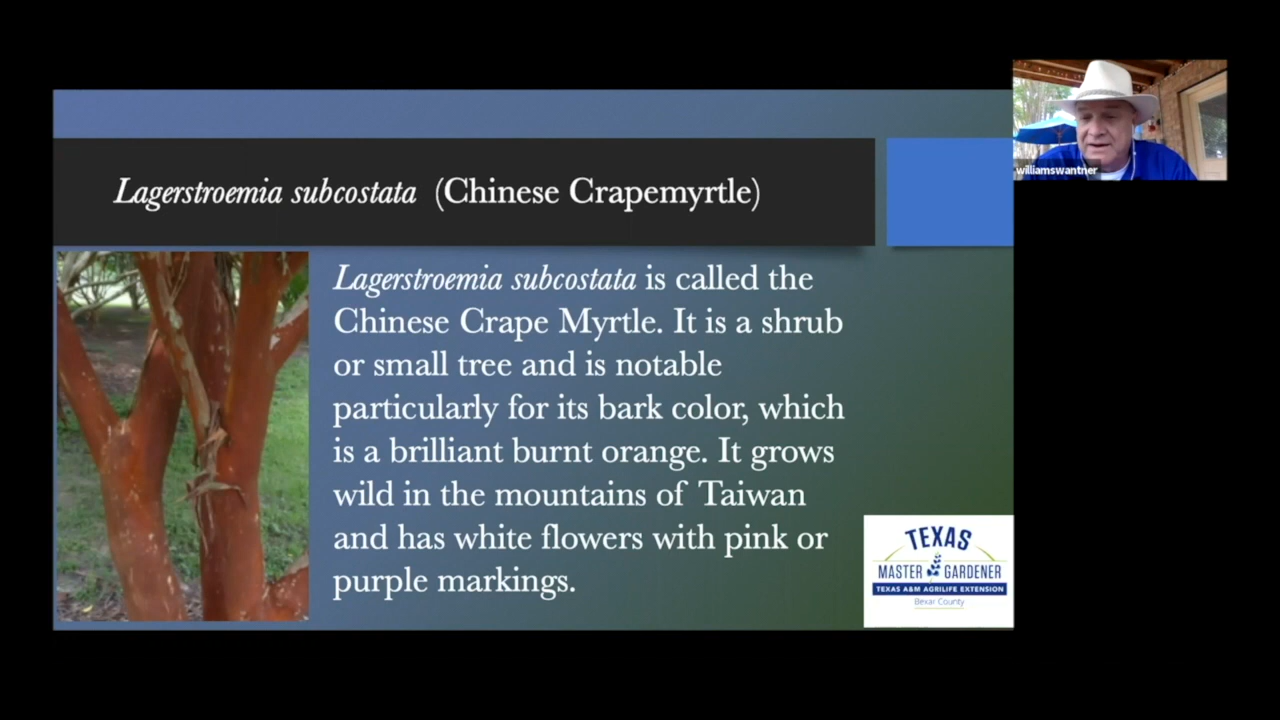 Lagerstroemia subcostata (Chinese Crapemyrtle)
williamswantner
Lagerstroemia subcostata is called the
Chinese Crape Myrtle. It is a shrub
or small tree and is notable
particularly for its bark color, which
is a brilliant burnt orange. It grows
wild in the mountains of Taiwan
and has white flowers with pink or
purple markings.
TEXAS
MASTER GARDENER
TEXAS A&M AGRILIFE EXTENSION
Bexar County